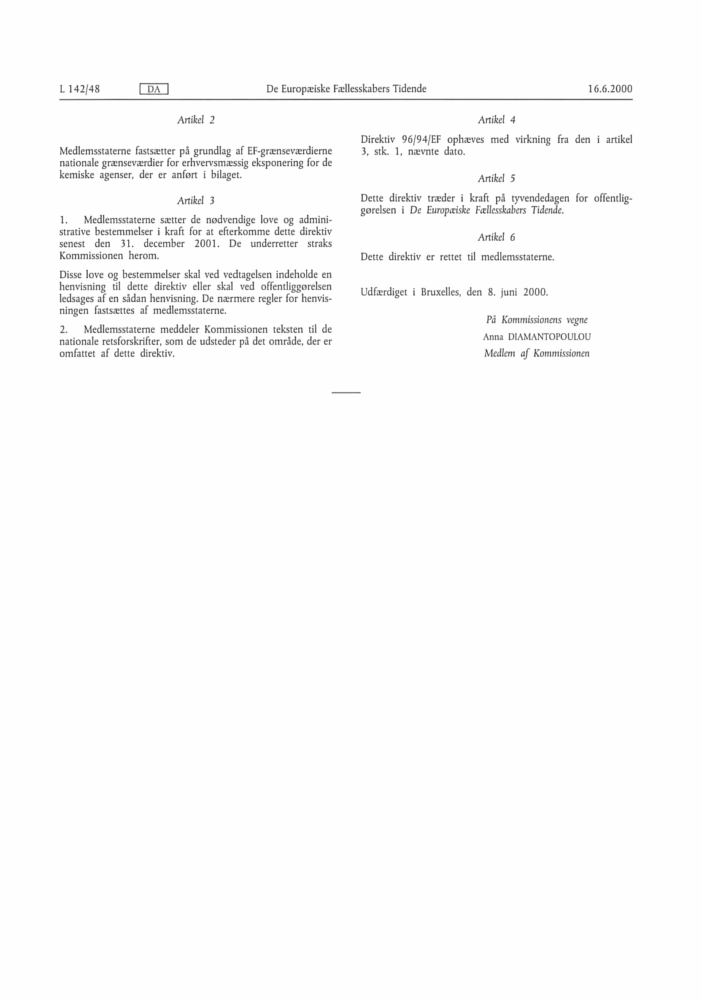 L 142/48 DA De Europæiske Fællesskabers Tidende 16.6.2000
Artikel 2
Medlemsstaterne fastsætter på grundlag af EF-grænseværdierne
nationale grænseværdier for erhvervsmæssig eksponering for de
kemiske agenser, der er anført i bilaget.
Artikel 3
1. Medlemsstaterne sætter de nødvendige love og admini-
strative bestemmelser i kraft for at efterkomme dette direktiv
senest den 31. december 2001. De underretter straks
Kommissionen herom.
Disse love og bestemmelser skal ved vedtagelsen indeholde en
henvisning til dette direktiv eller skal ved offentliggørelsen
ledsages af en sådan henvisning. De nærmere regler for henvis-
ningen fastsættes af medlemsstaterne.
2. Medlemsstaterne meddeler Kommissionen teksten til de
nationale retsforskrifter, som de udsteder på det område, der er
omfattet af dette direktiv.
Artikel 4
Direktiv 96/94/EF ophæves med virkning fra den i artikel
3, stk. 1, nævnte dato.
Artikel 5
Dette direktiv træder i kraft på tyvendedagen for offentlig-
gørelsen i De Europæiske Fællesskabers Tidende.
Artikel 6
Dette direktiv er rettet til medlemsstaterne.
Udfærdiget i Bruxelles, den 8. juni 2000.
På Kommissionens vegne
Anna DIAMANTOPOULOU
Medlem af Kommissionen